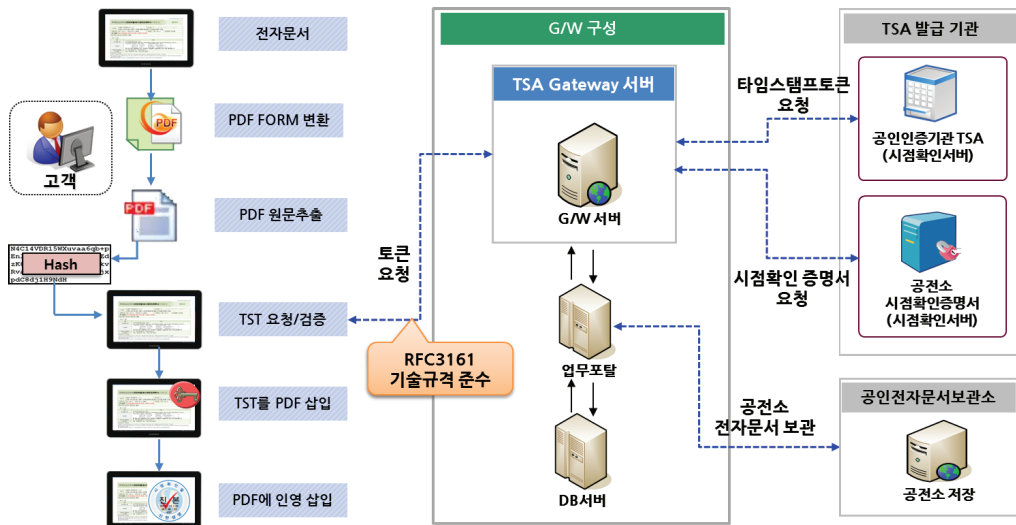 전자문서
PDF FORM 변환
PDF
고객
PDF
PDF 원문추출
N4C14VDR15WXuvaa6qb+p
Hash
pdC8dj1H9NdH
TST 요청/검증
TST를 PDF 삽입
PDF에 인영 삽입
진본
토큰
요청
RFC3161
기술규격 준수
G/W 구성
TSA Gateway 서버
G/W 서버
업무포탈
DB서버
타임스탬프토큰
요청
시점확인 증명서
요청
공전소
전자문서 보관
TSA 발급 기관
공인인증기관 TSA
(시점확인서버)
공전소
시점확인증명서
(시점확인서버)
공인전자문서보관소
공전소 저장